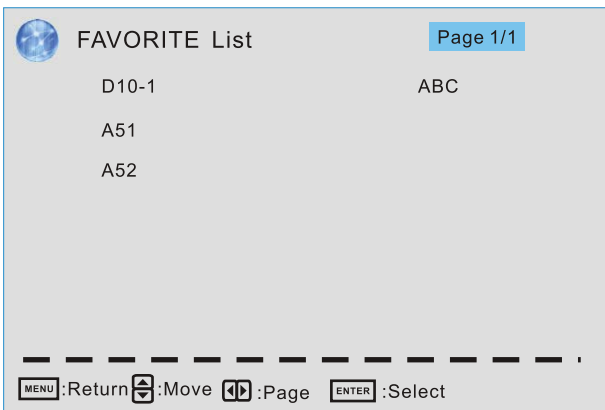 FAVORITE List Page 1/1
D10-1 ABC
A51
A52
MENU :Return :Move :Page ENTER :Select